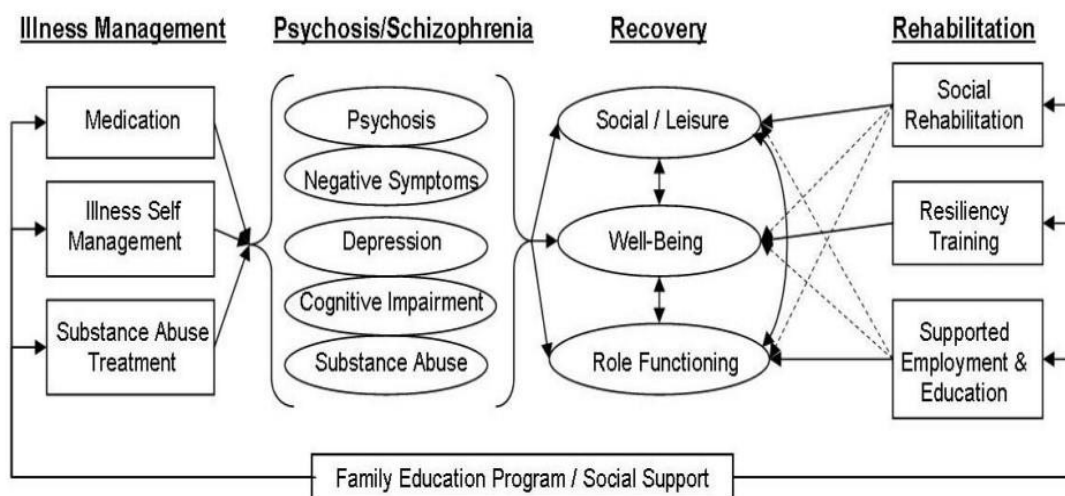 Illness Management
Psychosis/Schizophrenia
Recovery
Rehabilitation
Medication
Illness Self
Management
Substance Abuse
Treatment
Psychosis
Negative Symptoms
Depression
Cognitive Impairment
Substance Abuse
Social / Leisure
Well-Being
Role Functioning
Social
Rehabilitation
Resiliency
Training
Supported
Employment &
Education
Family Education Program / Social Support